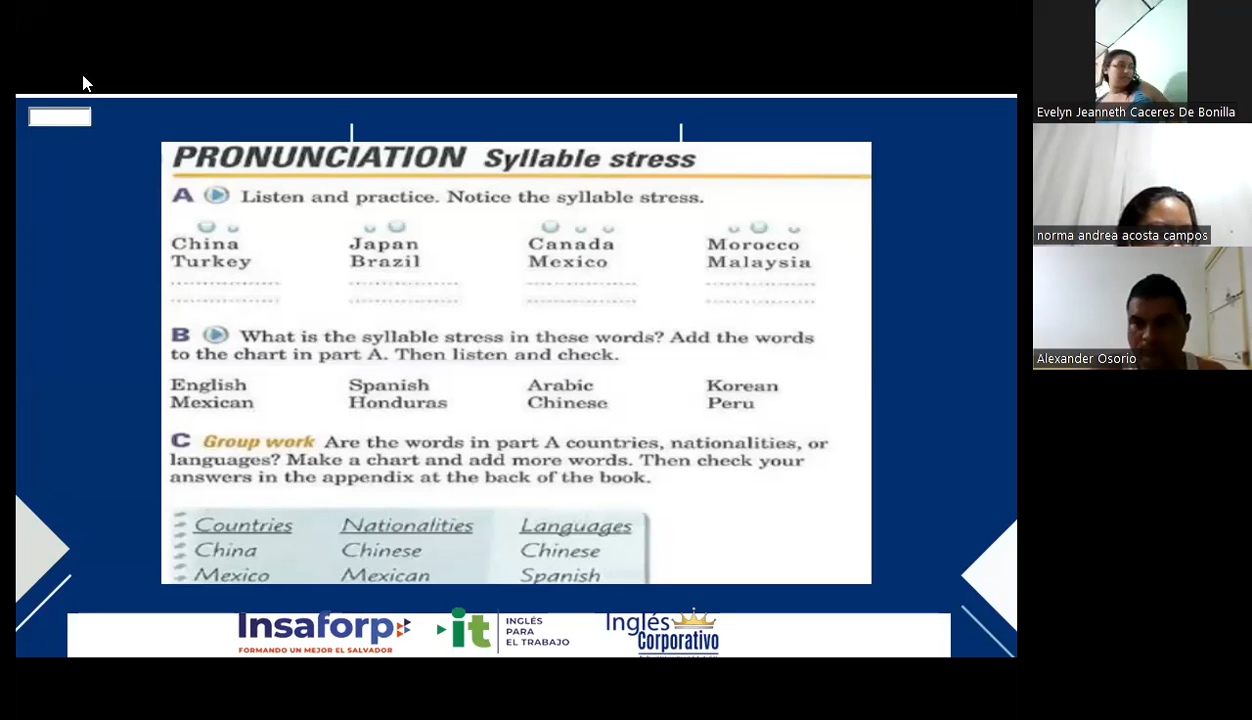 PRONUNCIATION Syllable stress
A Listen and practice. Notice the syllable stress.
China Japan Canada Morocco
Turkey Brazil Mexico Malaysia
B What is the syllable stress in these words? Add the words
to the chart in part A. Then listen and check.
English Spanish Arabic Korean
Mexican Honduras Chinese Peru
C Group work Are the words in part A countries, nationalities, or
languages? Make a chart and add more words. Then check your
answers in the appendix at the back of the book.
Countries Nationalities Languages
China Chinese Chinese
Mexico Mexican Spanish
Insaforp
FORMANDO UN MEJOR EL SALVADOR
it
INGLÉS
PARA
EL TRABAJO
Inglés
Corporativo
Evelyn Jeanneth Caceres De Bonilla
norma andrea acosta campos
Alexander Osorio